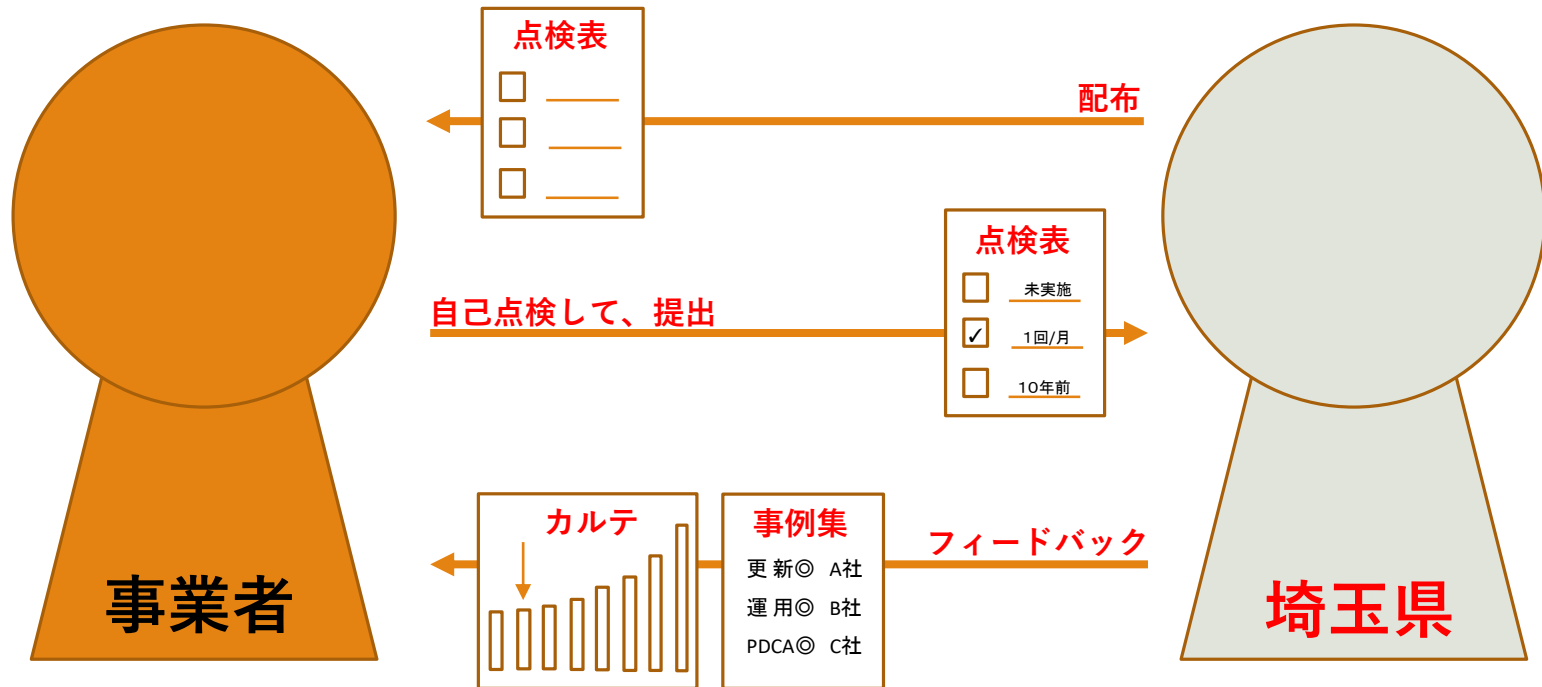 点検表
配布
点検表
未実施
✓ 1回/月
10年前
自己点検して、提出
カルテ
事例集
更 新◎ A社
運 用◎ B社
PDCA◎ C社
フィードバック
事業者
埼玉県